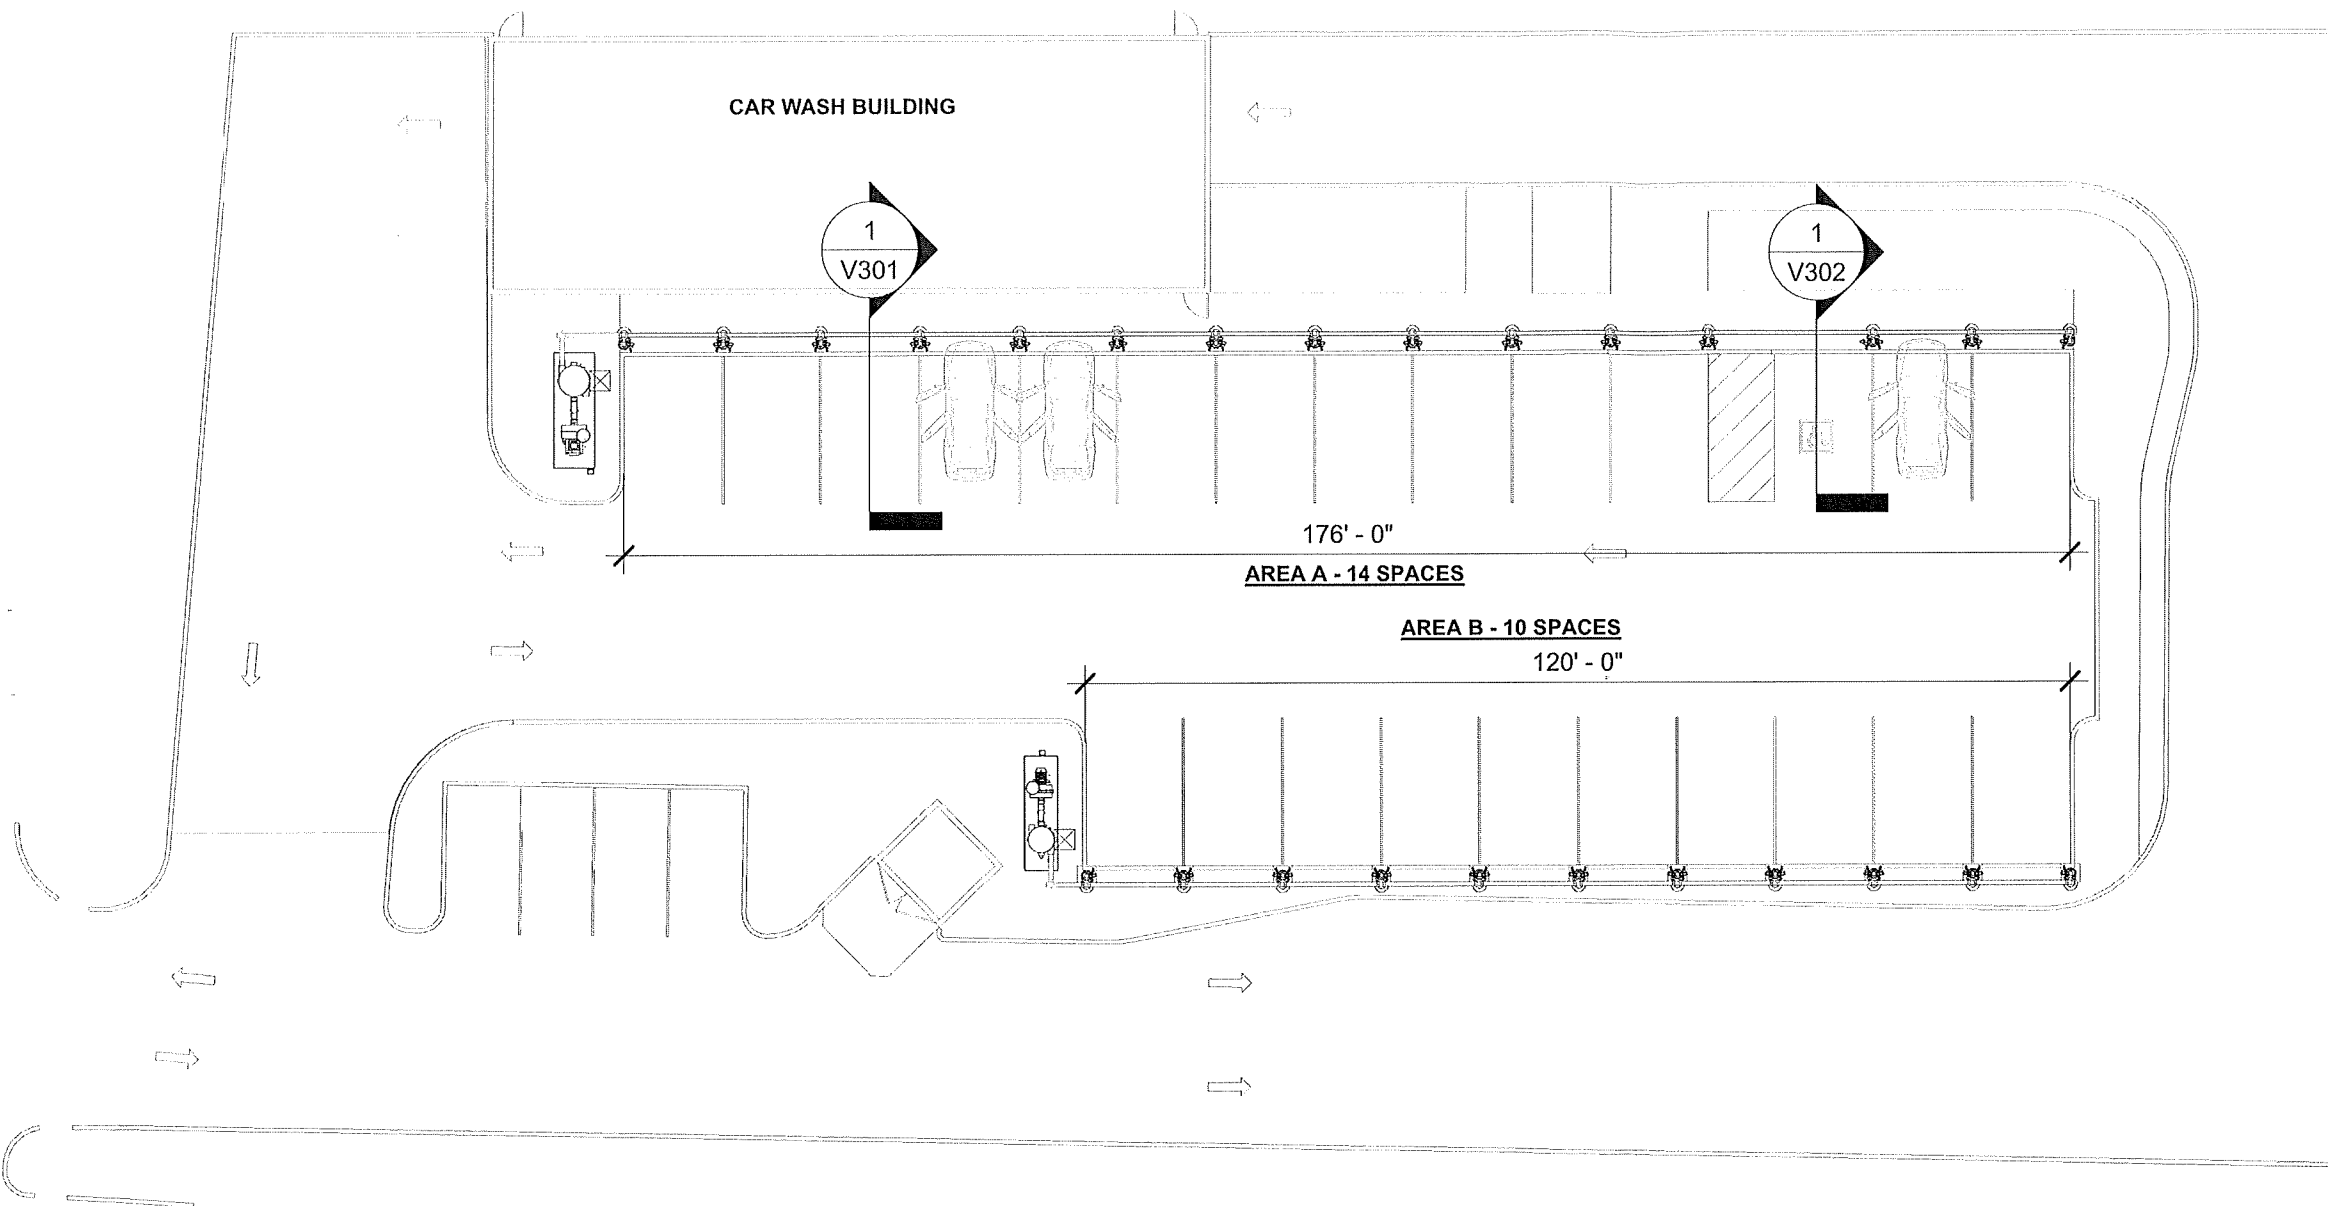 CAR WASH BUILDING
1
V301
1
V302
176' - 0"
AREA A - 14 SPACES
AREA B - 10 SPACES
120' - 0"